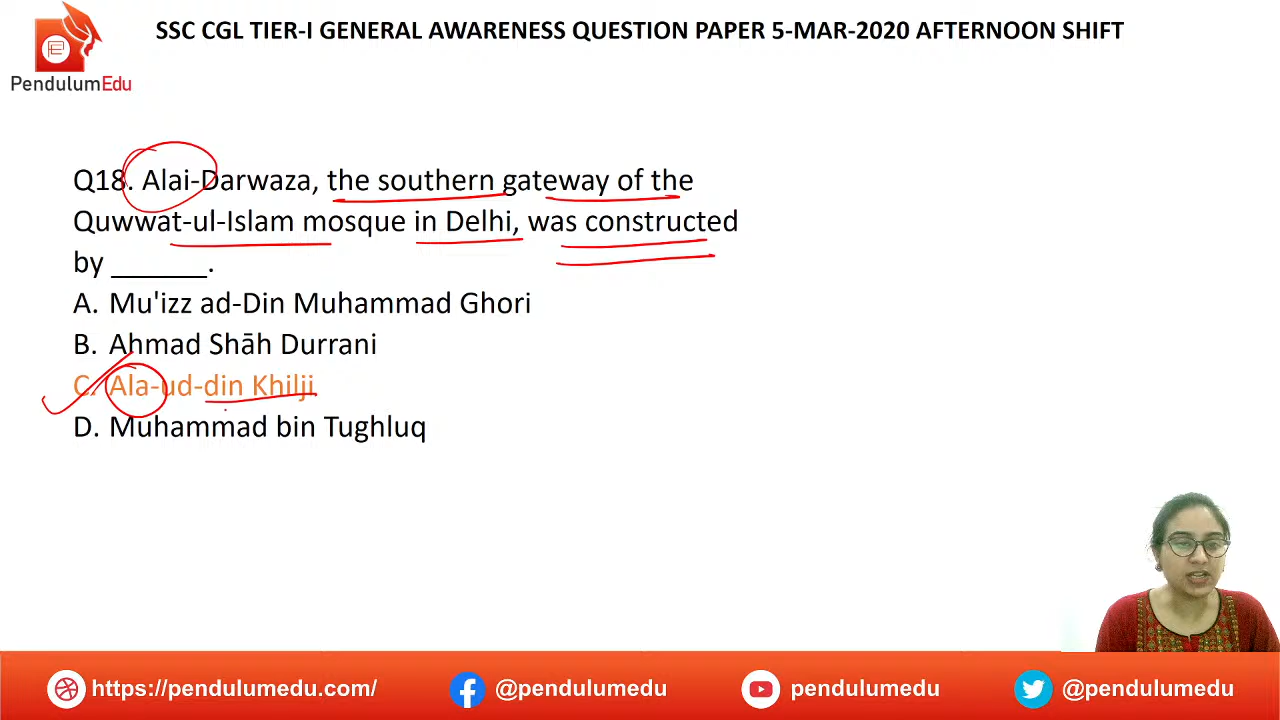 SSC CGL TIER-I GENERAL AWARENESS QUESTION PAPER 5-MAR-2020 AFTERNOON SHIFT
PendulumEdu
Q18. Alai-Darwaza, the southern gateway of the
Quwwat-ul-Islam mosque in Delhi, was constructed
by ______.
A. Mu'izz ad-Din Muhammad Ghori
B. Ahmad Shāh Durrani
C. Ala-ud-din Khilji
D. Muhammad bin Tughluq
https://pendulumedu.com/ @pendulumedu pendulumedu @pendulumedu